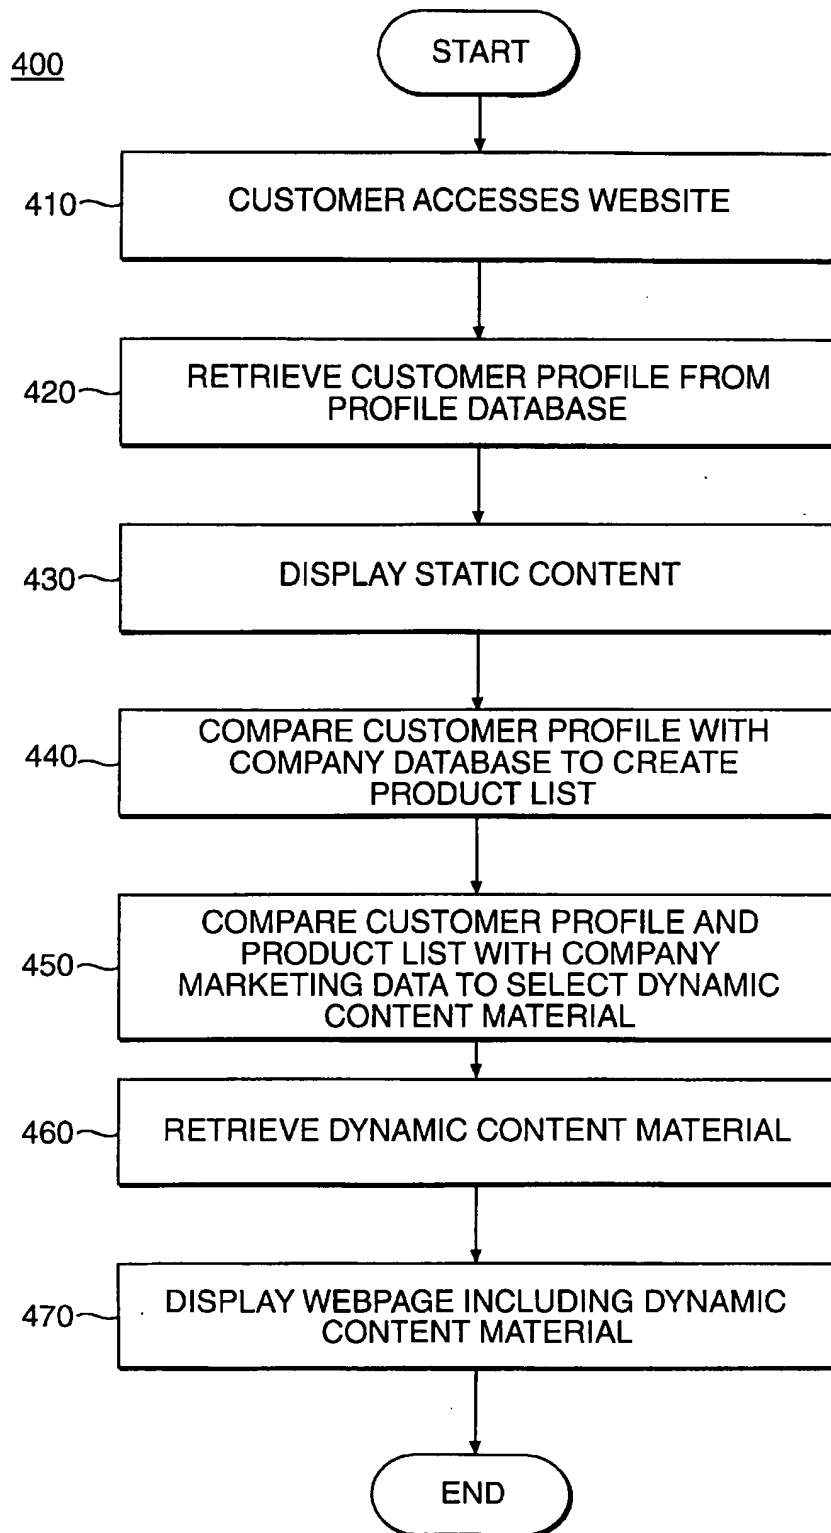 400
START
410
CUSTOMER ACCESSES WEBSITE
420
RETRIEVE CUSTOMER PROFILE FROM
PROFILE DATABASE
430
DISPLAY STATIC CONTENT
440
COMPARE CUSTOMER PROFILE WITH
COMPANY DATABASE TO CREATE
PRODUCT LIST
450
COMPARE CUSTOMER PROFILE AND
PRODUCT LIST WITH COMPANY
MARKETING DATA TO SELECT DYNAMIC
CONTENT MATERIAL
460
RETRIEVE DYNAMIC CONTENT MATERIAL
470
DISPLAY WEBPAGE INCLUDING DYNAMIC
CONTENT MATERIAL
END